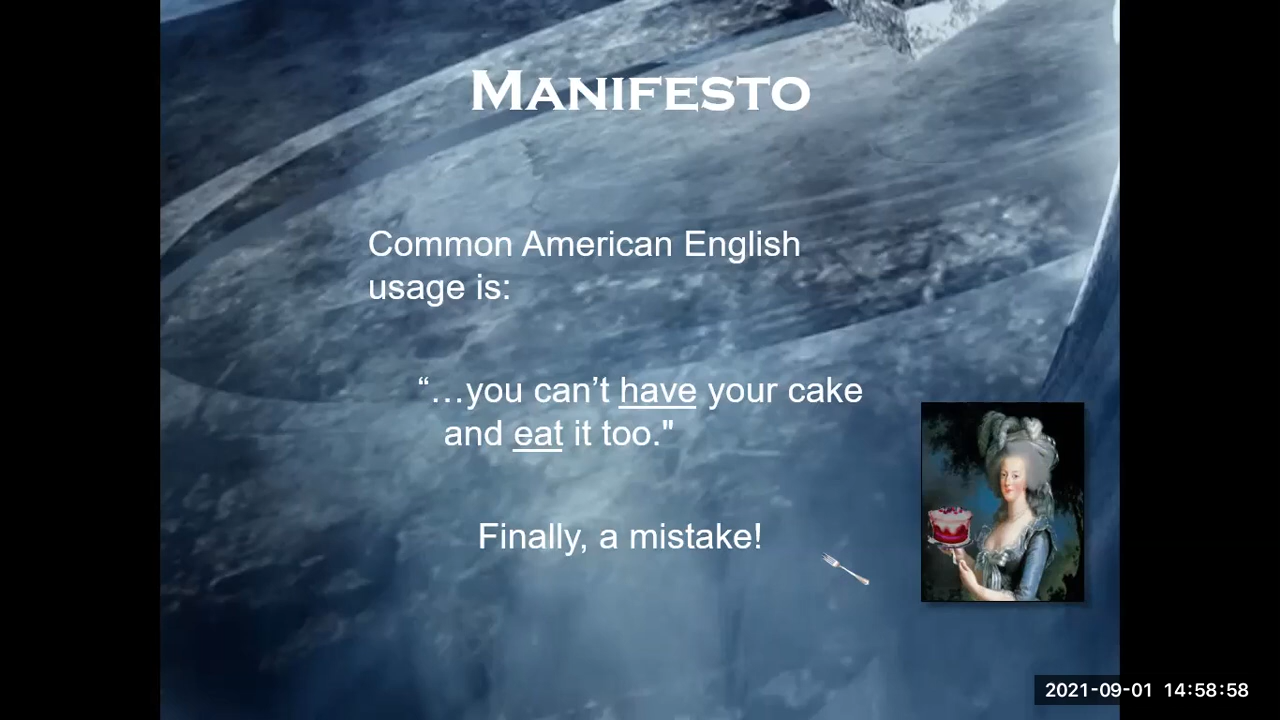 MANIFESTO
Common American English
usage is:
“…you can’t have your cake
and eat it too."
Finally, a mistake!
2021-09-01 14:58:58